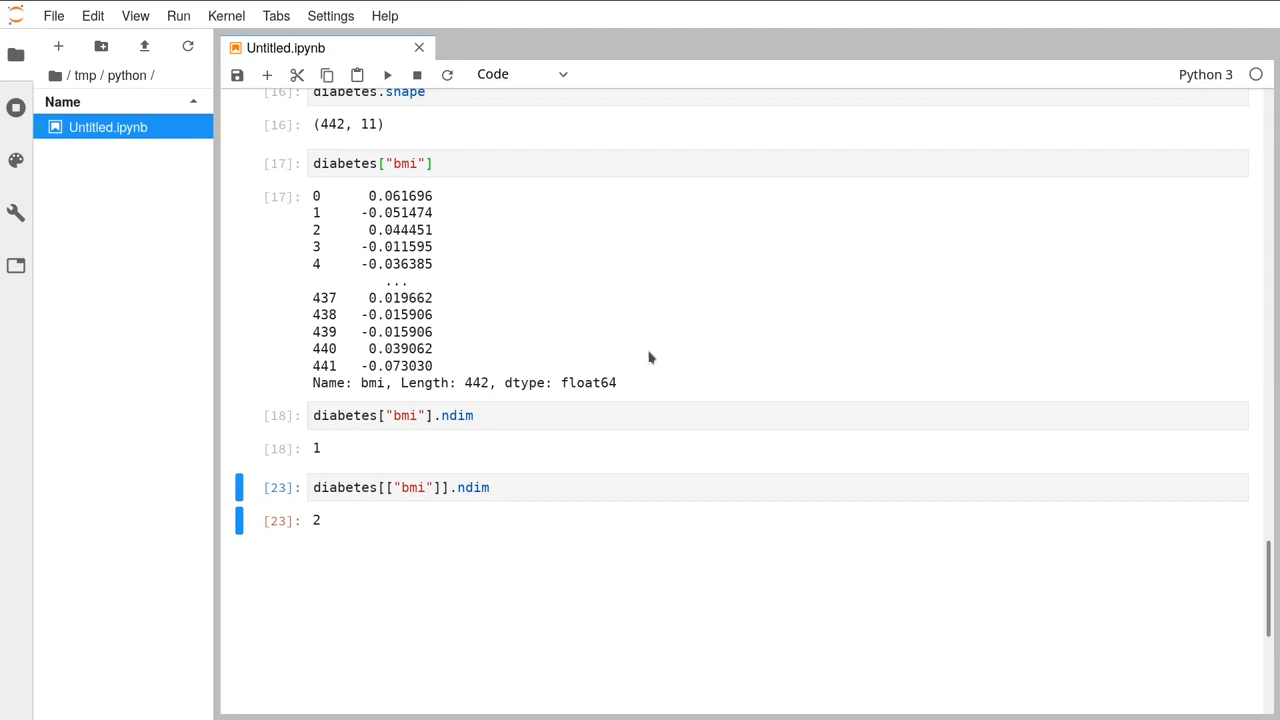 File Edit View Run Kernel Tabs Settings Help
/ tmp / python /
Name
Untitled.ipynb
Untitled.ipynb
Code
Python 3
[16]: diabetes.shape
[16]: (442, 11)
[17]: diabetes["bmi"]
[17]: 0 0.061696
1 -0.051474
2 0.044451
3 -0.011595
4 -0.036385
...
437 0.019662
438 -0.015906
439 -0.015906
440 0.039062
441 -0.073030
Name: bmi, Length: 442, dtype: float64
[18]: diabetes["bmi"].ndim
[18]: 1
[23]: diabetes[["bmi"]].ndim
[23]: 2